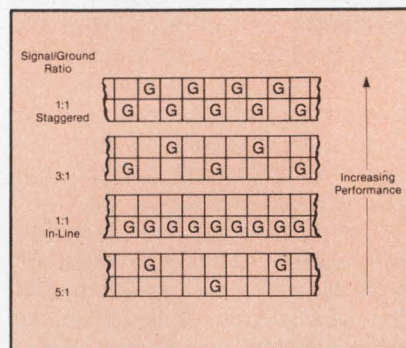 Signal/Ground
Ratio
1:1
Staggered
G G G G
G G G G G
3:1
G G
G G G
1:1
In-Line
G G G G G G G G G
5:1
G G
G
Increasing
Performance